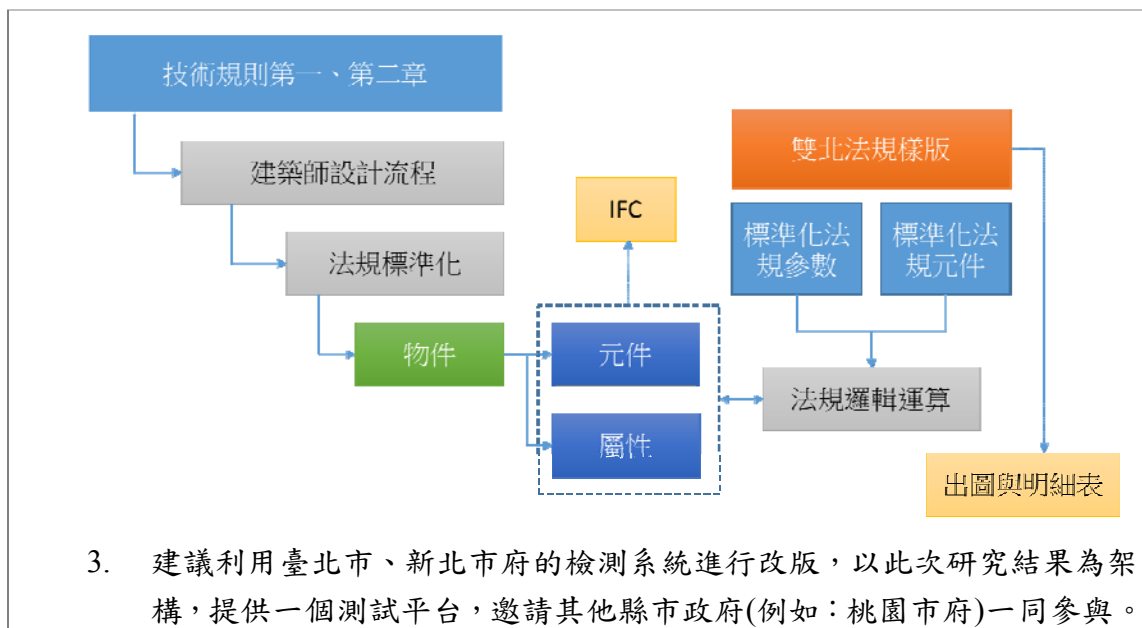 技術規則第一、第二章
建築師設計流程
法規標準化
物件
IFC
元件
屬性
雙北法規樣版
標準化法
規參數
標準化法
規元件
法規邏輯運算
出圖與明細表
3. 建議利用臺北市、新北市府的檢測系統進行改版，以此次研究結果為架
構，提供一個測試平台，邀請其他縣市政府(例如：桃園市府)一同參與。